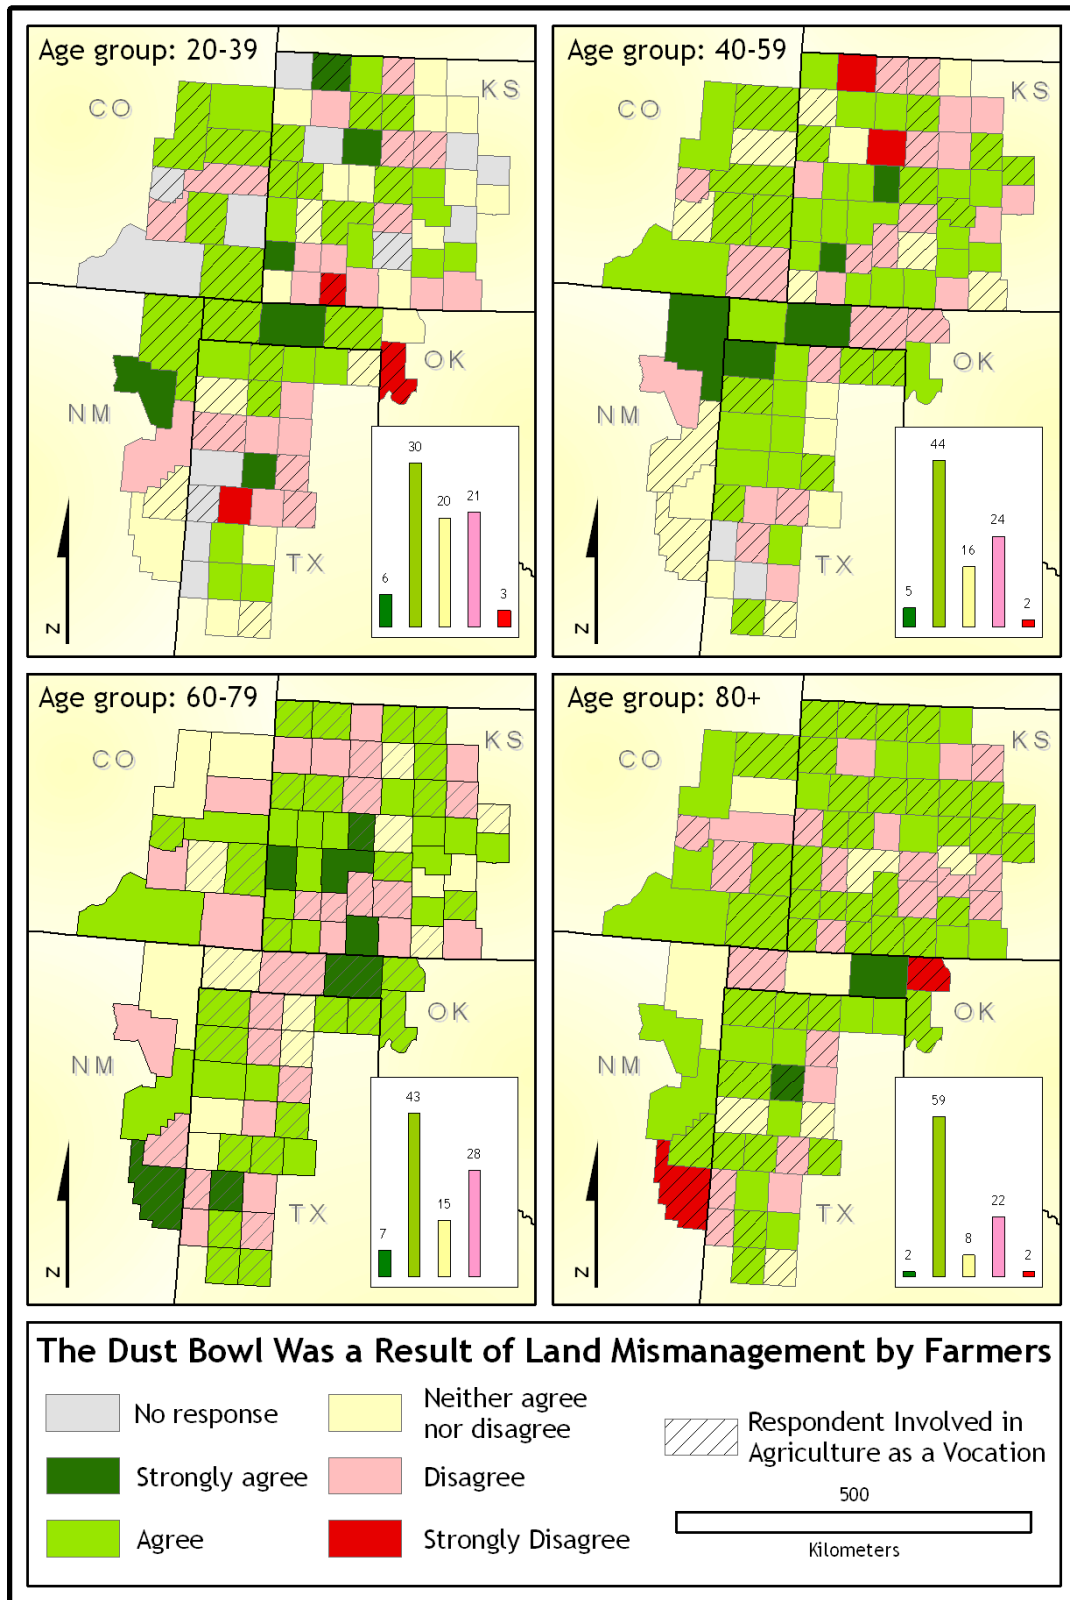 Age group: 20-39
CO
KS
NM
OK
TX
30
20
21
6
3
N
Age group: 40-59
CO
KS
NM
OK
TX
44
24
16
5
2
N
Age group: 60-79
CO
KS
NM
OK
TX
43
28
15
7
N
Age group: 80+
CO
KS
NM
OK
TX
59
22
8
2
2
N
The Dust Bowl Was a Result of Land Mismanagement by Farmers
No response
Strongly agree
Agree
Neither agree
nor disagree
Disagree
Strongly Disagree
Respondent Involved in
Agriculture as a Vocation
500
Kilometers